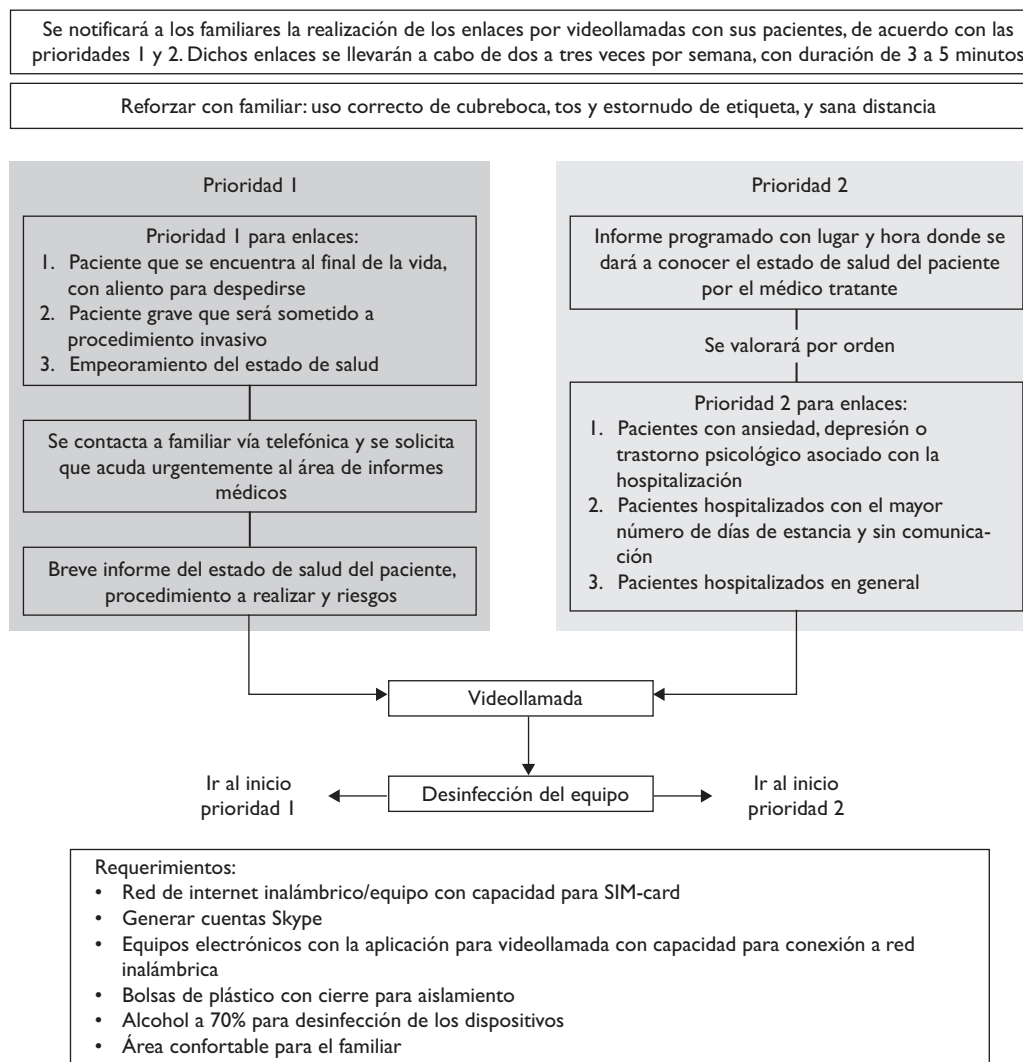 Se notificará a los familiares la realización de los enlaces por videollamadas con sus pacientes, de acuerdo con las
prioridades 1 y 2. Dichos enlaces se llevarán a cabo de dos a tres veces por semana, con duración de 3 a 5 minutos
Reforzar con familiar: uso correcto de cubreboca, tos y estornudo de etiqueta, y sana distancia
Prioridad 1
Prioridad 1 para enlaces:
1. Paciente que se encuentra al final de la vida,
con aliento para despedirse
2. Paciente grave que será sometido a
procedimiento invasivo
3. Empeoramiento del estado de salud
Se contacta a familiar vía telefónica y se solicita
que acuda urgentemente al área de informes
médicos
Breve informe del estado de salud del paciente,
procedimiento a realizar y riesgos
Prioridad 2
Informe programado con lugar y hora donde se
dará a conocer el estado de salud del paciente
por el médico tratante
Se valorará por orden
Prioridad 2 para enlaces:
1. Pacientes con ansiedad, depresión o
trastorno psicológico asociado con la
hospitalización
2. Pacientes hospitalizados con el mayor
número de días de estancia y sin comunica-
ción
3. Pacientes hospitalizados en general
Videollamada
Ir al inicio
prioridad 1
Desinfección del equipo
Ir al inicio
prioridad 2
Requerimientos:
• Red de internet inalámbrico/equipo con capacidad para SIM-card
• Generar cuentas Skype
• Equipos electrónicos con la aplicación para videollamada con capacidad para conexión a red
inalámbrica
• Bolsas de plástico con cierre para aislamiento
• Alcohol a 70% para desinfección de los dispositivos
• Área confortable para el familiar